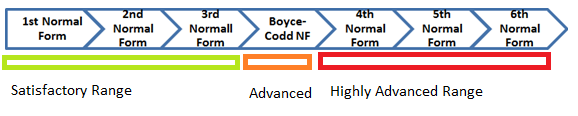 1st Normal
Form
2nd
Normal
Form
3rd
Normall
Form
Boyce-
Codd NF
4th
Normal
Form
5th
Normal
Form
6th
Normal
Form
Satisfactory Range
Advanced
Highly Advanced Range